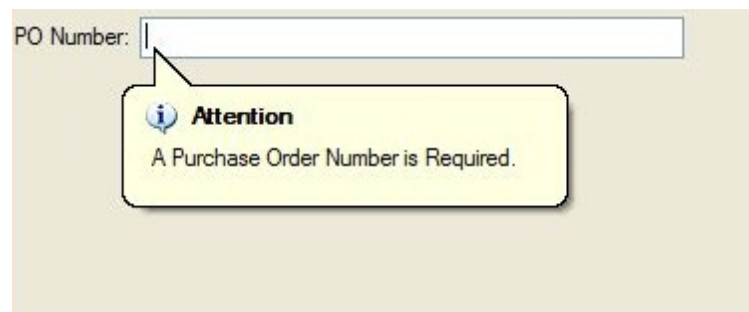 PO Number:
Attention
A Purchase Order Number is Required.